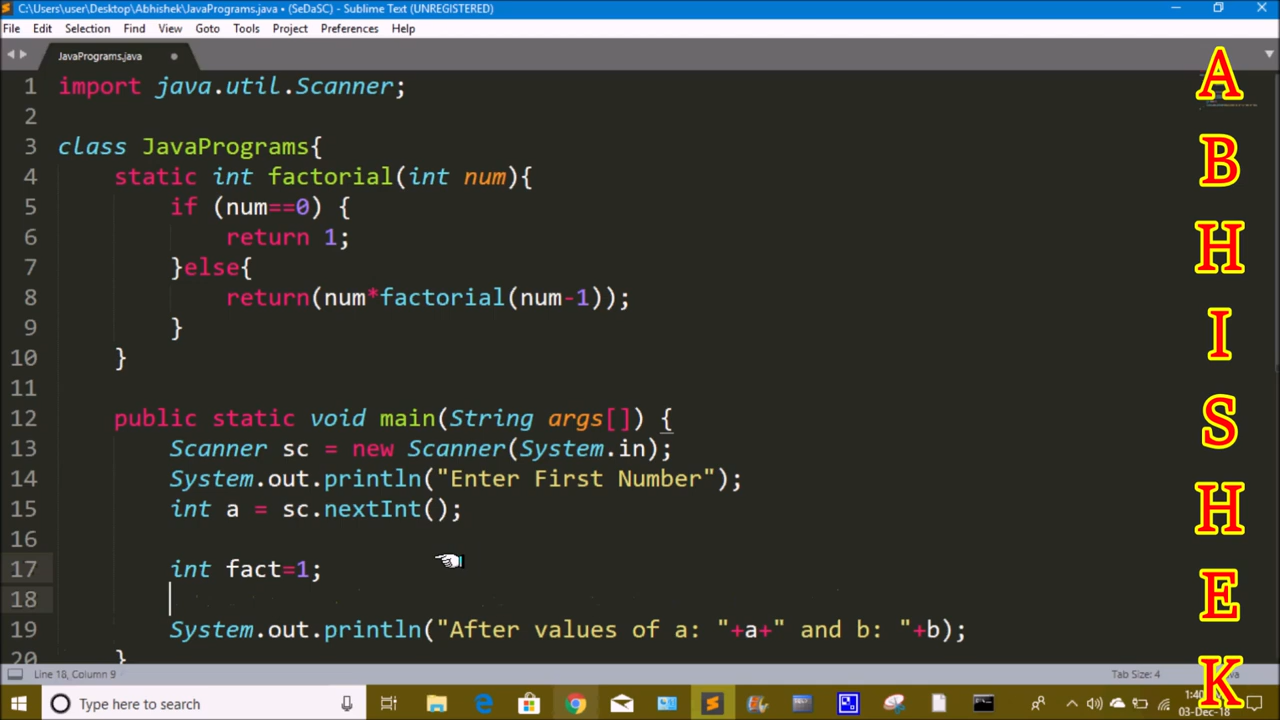 C:\Users\user\Desktop\Abhishek\JavaPrograms.java • (SeDaSC) - Sublime Text (UNREGISTERED)
File Edit Selection Find View Goto Tools Project Preferences Help
JavaPrograms.java
1 import java.util.Scanner;
2
3 class JavaPrograms{
4 static int factorial(int num){
5 if (num==0) {
6 return 1;
7 }else{
8 return(num*factorial(num-1));
9 }
10 }
11
12 public static void main(String args[]) {
13 Scanner sc = new Scanner(System.in);
14 System.out.println("Enter First Number");
15 int a = sc.nextInt();
16
17 int fact=1;
18
19 System.out.println("After values of a: "+a+" and b: "+b);
20 }
A
B
H
I
S
H
E
K
Line 18, Column 9
Tab Size: 4
Type here to search
03-Dec-18